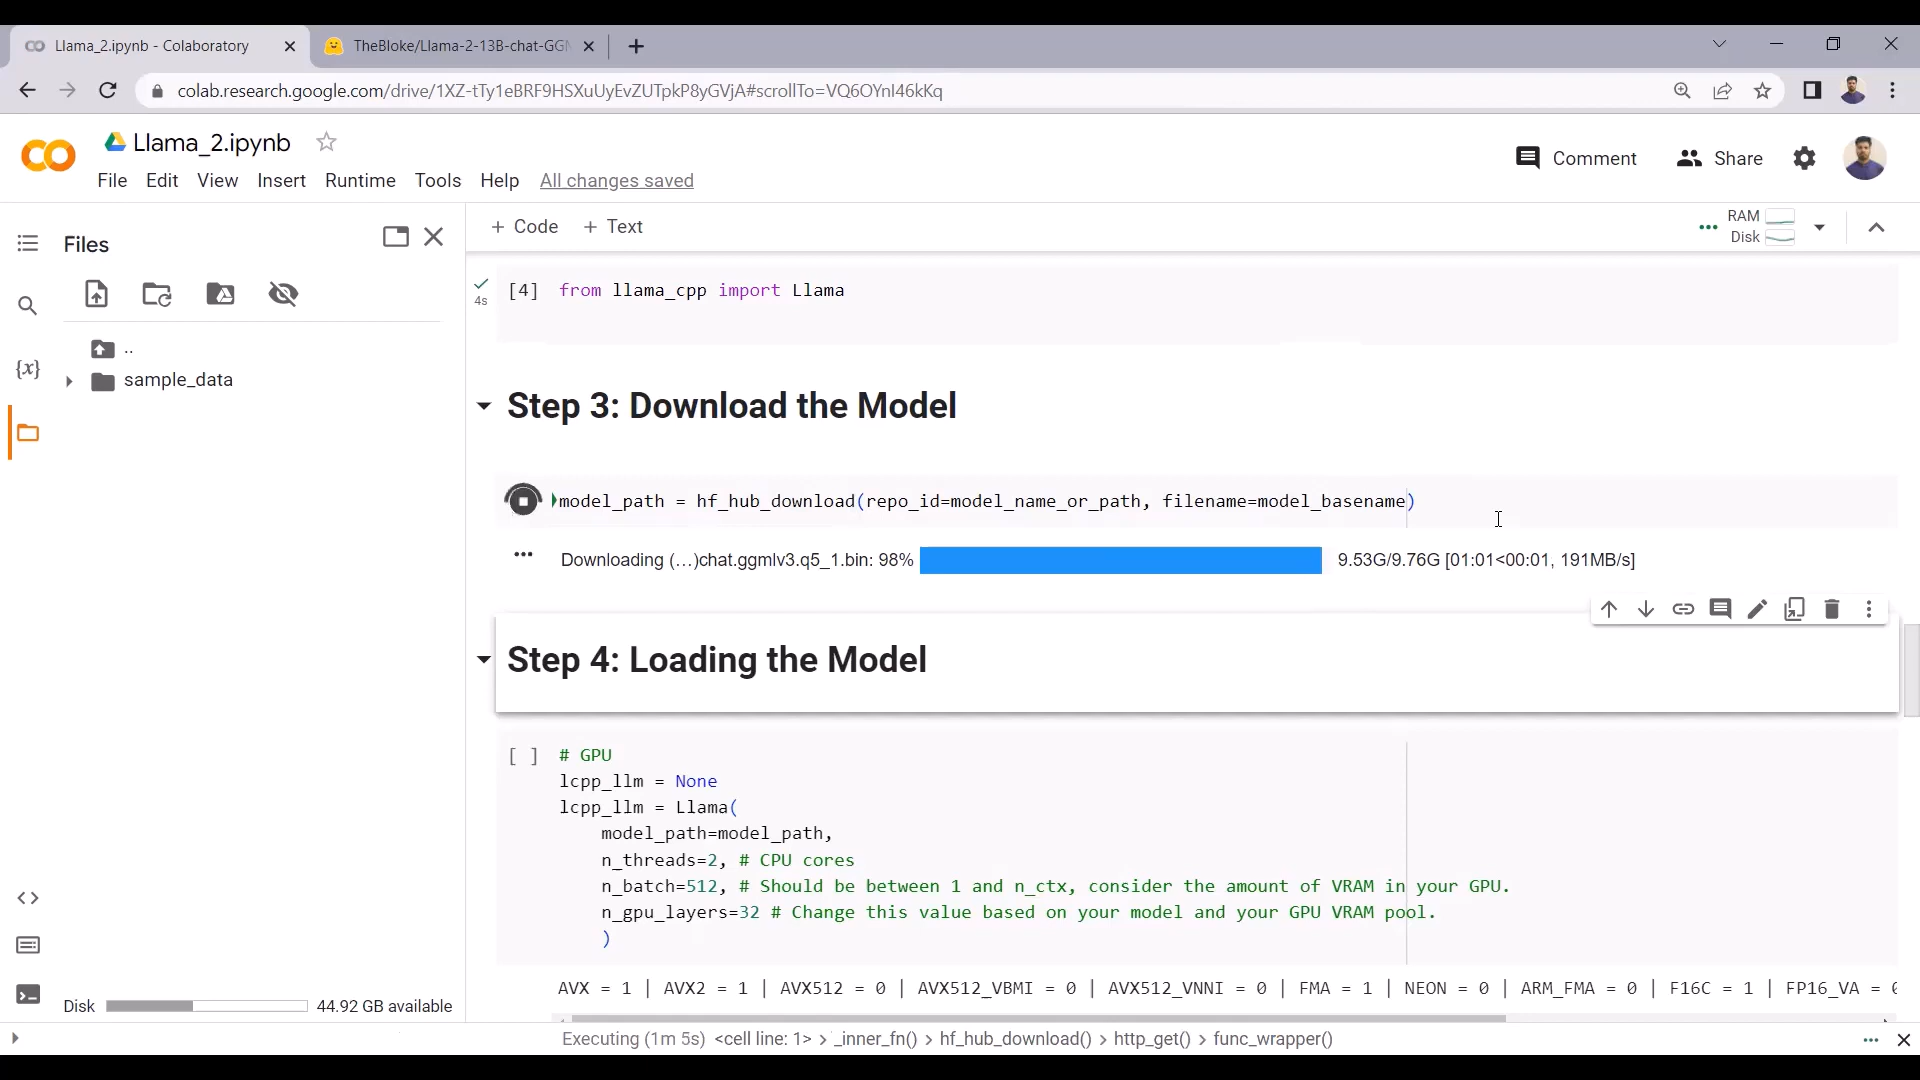 Llama_2.ipynb - Colaboratory
TheBloke/Llama-2-13B-chat-GGM
colab.research.google.com/drive/1XZ-tTy1eBRF9HSXuUyEvZUTpkP8yGVjA#scrollTo=VQ6OYnI46kKq
Llama_2.ipynb
Comment
Share
File Edit View Insert Runtime Tools Help All changes saved
Files
+ Code + Text
RAM
Disk
4s
[4] from llama_cpp import Llama
..
sample_data
{x}
Step 3: Download the Model
model_path = hf_hub_download(repo_id=model_name_or_path, filename=model_basename)
Downloading (…)chat.ggmlv3.q5_1.bin: 98% 9.53G/9.76G [01:01<00:01, 191MB/s]
Step 4: Loading the Model
[ ] # GPU
lcpp_llm = None
lcpp_llm = Llama(
model_path=model_path,
n_threads=2, # CPU cores
n_batch=512, # Should be between 1 and n_ctx, consider the amount of VRAM in your GPU.
n_gpu_layers=32 # Change this value based on your model and your GPU VRAM pool.
)
AVX = 1 | AVX2 = 1 | AVX512 = 0 | AVX512_VBMI = 0 | AVX512_VNNI = 0 | FMA = 1 | NEON = 0 | ARM_FMA = 0 | F16C = 1 | FP16_VA = 0
Disk 44.92 GB available
Executing (1m 5s) <cell line: 1> > _inner_fn() > hf_hub_download() > http_get() > func_wrapper()